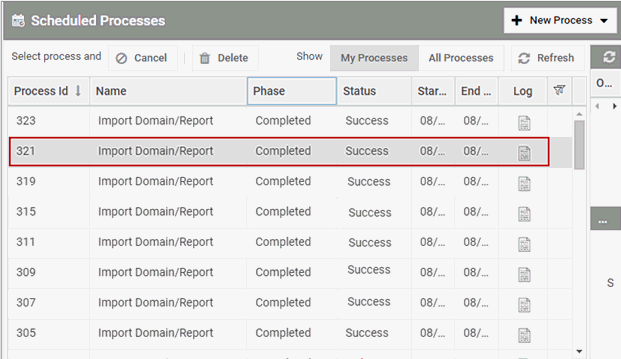 Scheduled Processes
+ New Process
Select process and Cancel Delete Show My Processes All Processes Refresh
Process Id Name Phase Status Star... End ... Log O...
323 Import Domain/Report Completed Success 08/... 08/...
321 Import Domain/Report Completed Success 08/... 08/...
319 Import Domain/Report Completed Success 08/... 08/...
315 Import Domain/Report Completed Success 08/... 08/...
311 Import Domain/Report Completed Success 08/... 08/...
...
309 Import Domain/Report Completed Success 08/... 08/...
S
307 Import Domain/Report Completed Success 08/... 08/...
305 Import Domain/Report Completed Success 08/... 08/...